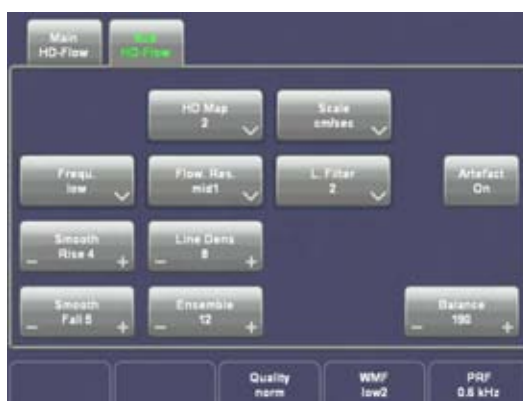 Main
HD-Flow
Sub
HD-Flow
HD Map
2
Scale
cm/sec
Frequ.
low
Flow. Res.
mid1
L. Filter
2
Artefact
On
Smooth
- Rise 4 +
Line Dens
- 8 +
Smooth
- Fall 5 +
Ensemble
- 12 +
Balance
- 190 +
Quality
norm
WMF
low2
PRF
0.6 kHz